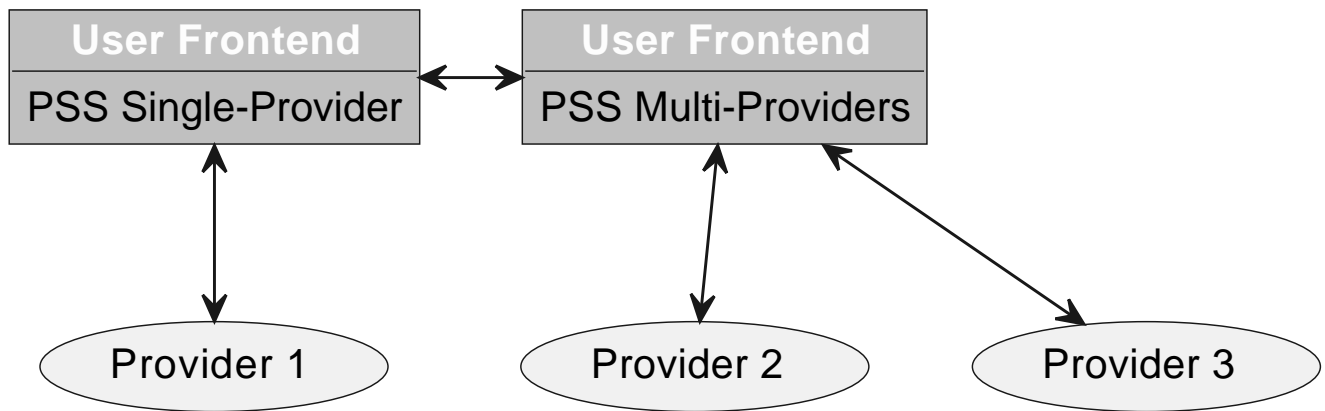 User Frontend
PSS Single-Provider
User Frontend
PSS Multi-Providers
Provider 1
Provider 2
Provider 3